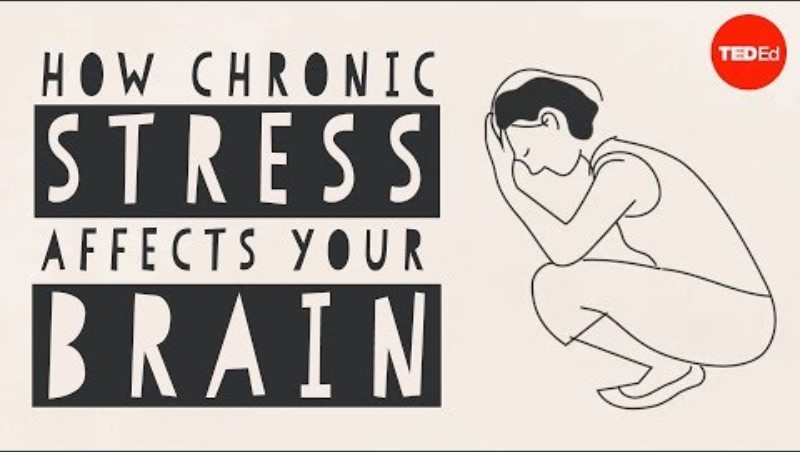 HOW CHRONIC
STRESS
AFFECTS YOUR
BRAIN
TEDEd